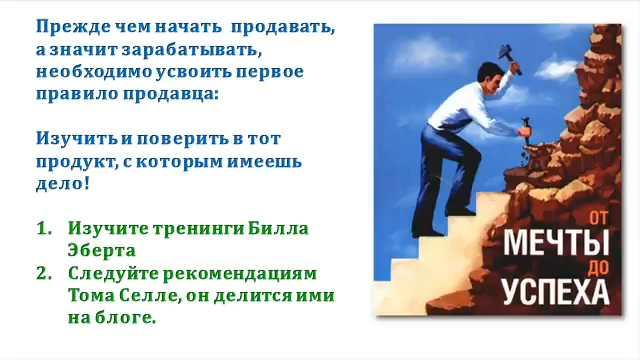 Прежде чем начать продавать,
а значит зарабатывать,
необходимо усвоить первое
правило продавца:
Изучить и поверить в тот
продукт, с которым имеешь
дело!
1. Изучите тренинги Билла
Эберта
2. Следуйте рекомендациям
Тома Селле, он делится ими
на блоге.
ОТ
МЕЧТЫ
ДО
УСПЕХА